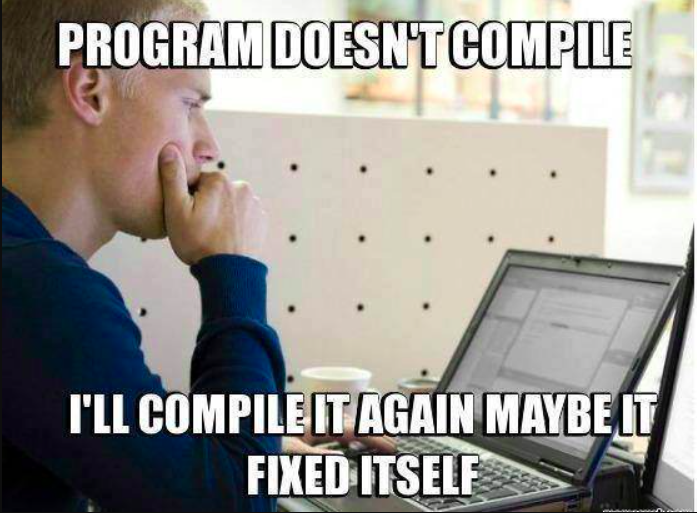 PROGRAM DOESN'T COMPILE
I'LL COMPILE IT AGAIN MAYBE IT
FIXED ITSELF